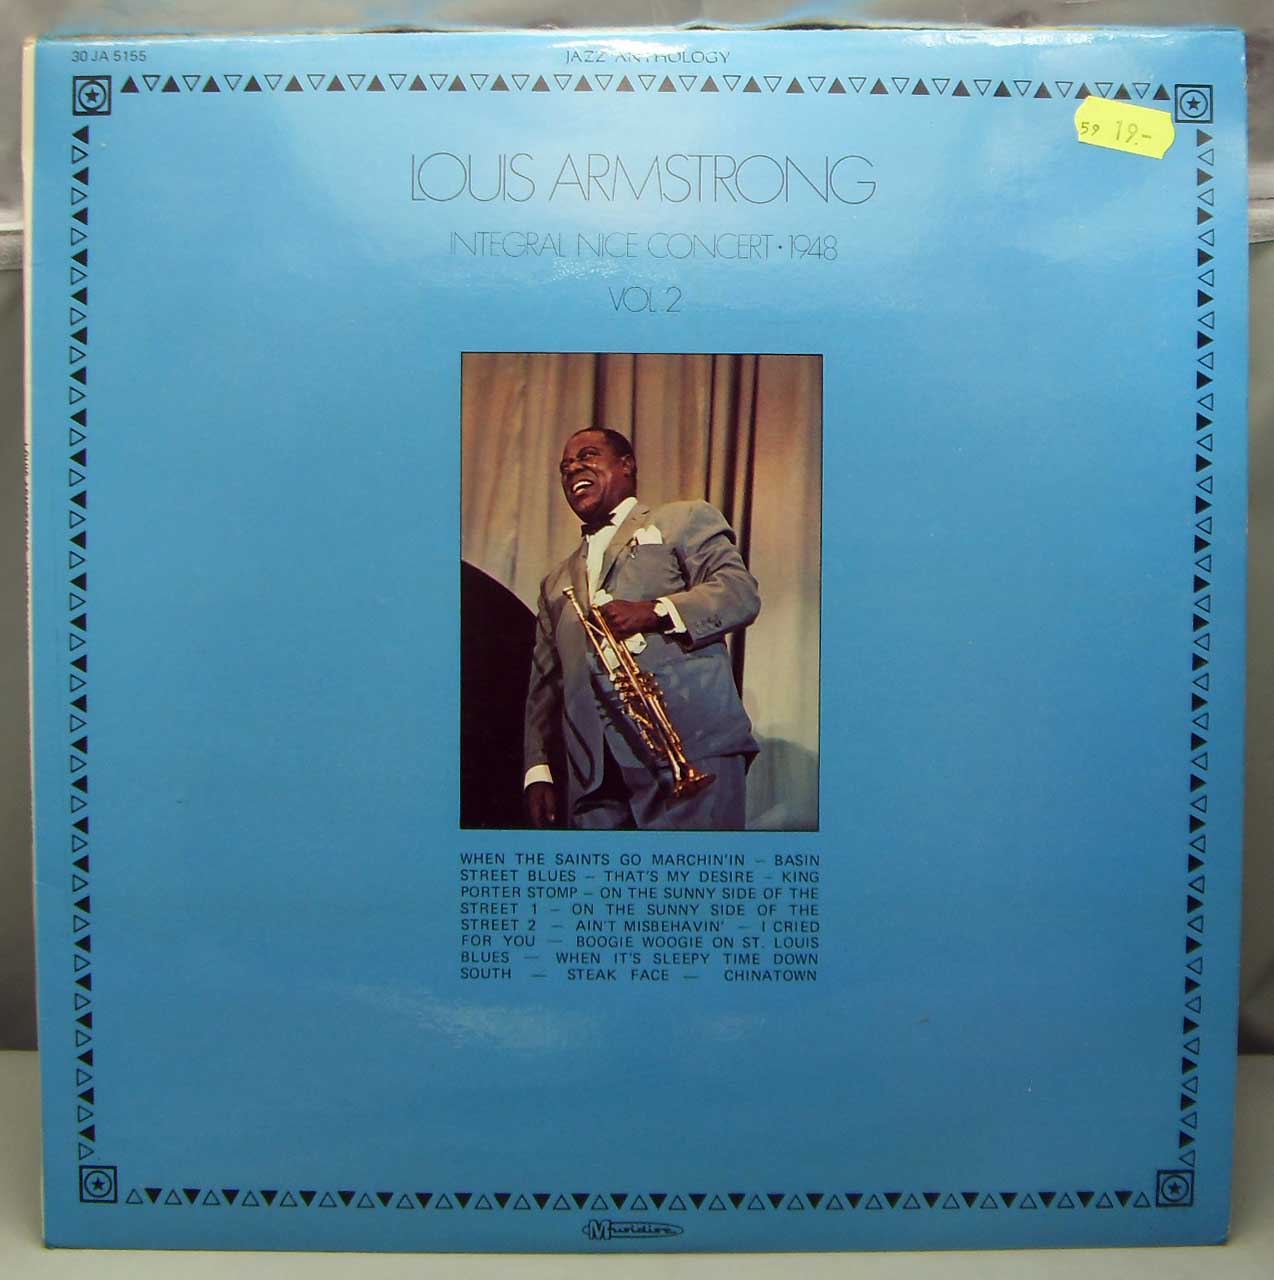 30 JA 5155
JAZZ ANTHOLOGY
59 19.-
LOUIS ARMSTRONG
INTEGRAL NICE CONCERT • 1948
VOL. 2
WHEN THE SAINTS GO MARCHIN'IN — BASIN
STREET BLUES — THAT'S MY DESIRE — KING
PORTER STOMP — ON THE SUNNY SIDE OF THE
STREET 1 — ON THE SUNNY SIDE OF THE
STREET 2 — AIN'T MISBEHAVIN' — I CRIED
FOR YOU — BOOGIE WOOGIE ON ST. LOUIS
BLUES — WHEN IT'S SLEEPY TIME DOWN
SOUTH — STEAK FACE — CHINATOWN
Musidisc